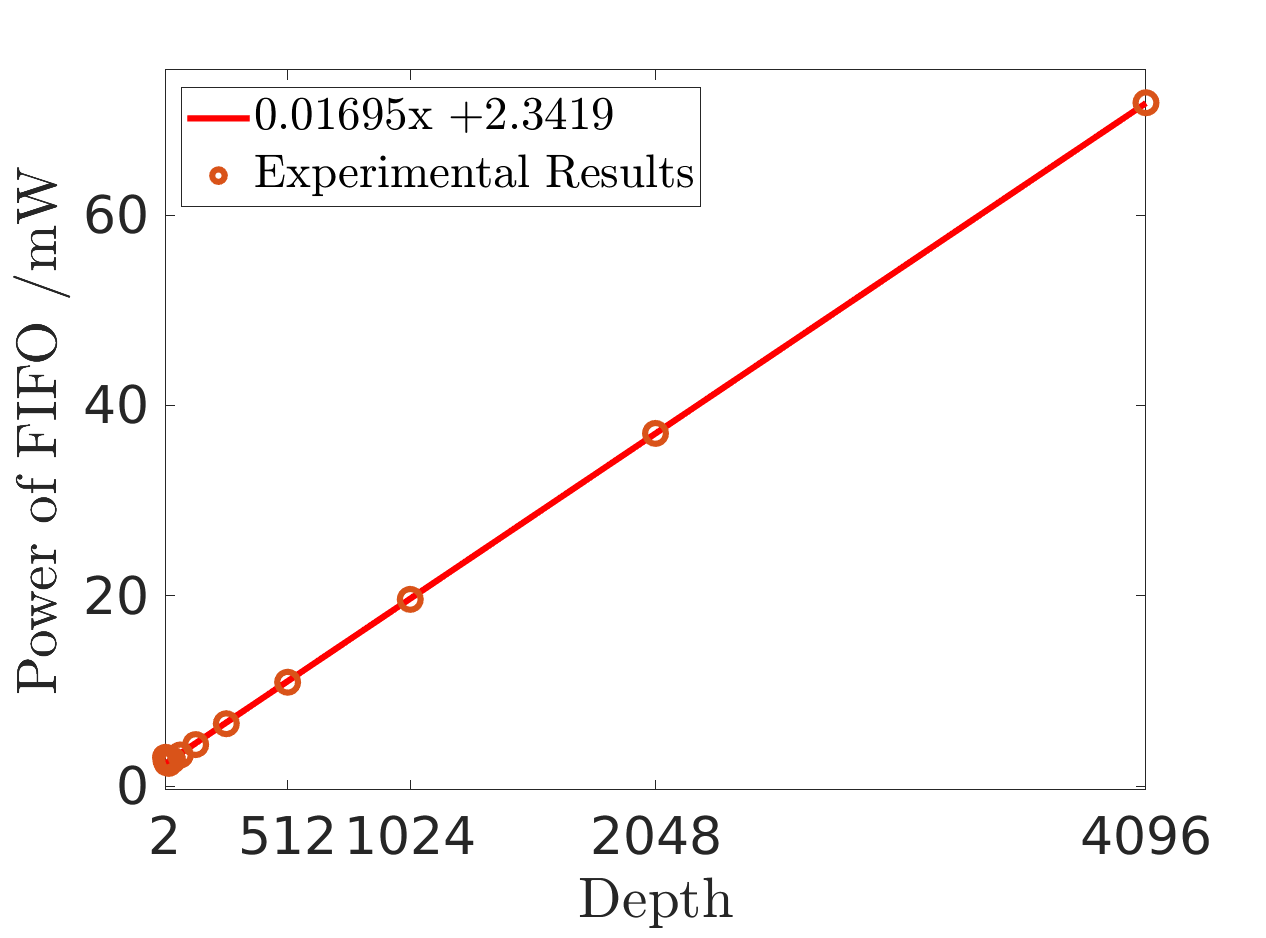 0.01695x +2.3419
Experimental Results
Power of FIFO /mW
60
40
20
0
2
512
1024
2048
4096
Depth